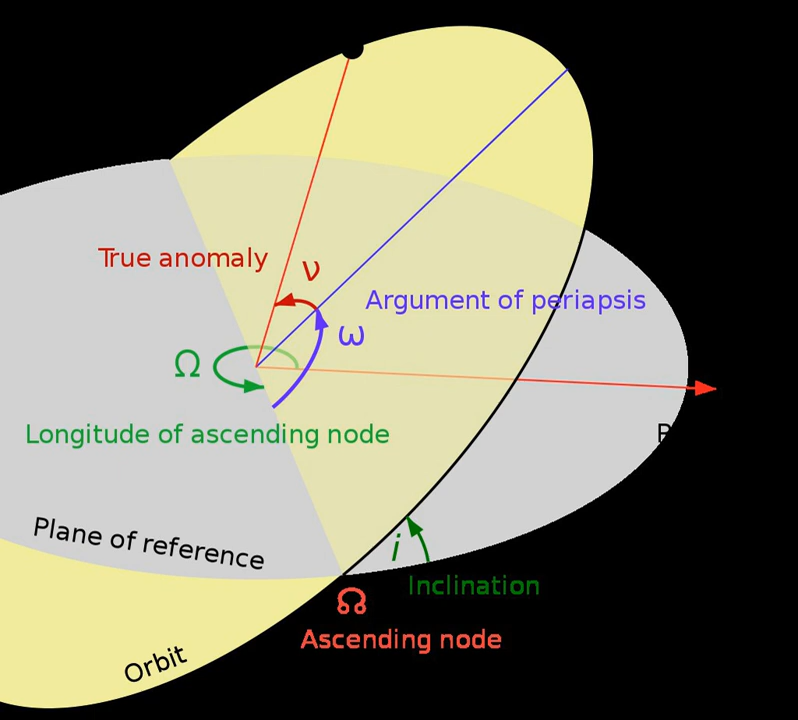 True anomaly
ν
Argument of periapsis
ω
Ω
Longitude of ascending node
Plane of reference
i
Inclination
☊
Ascending node
Orbit